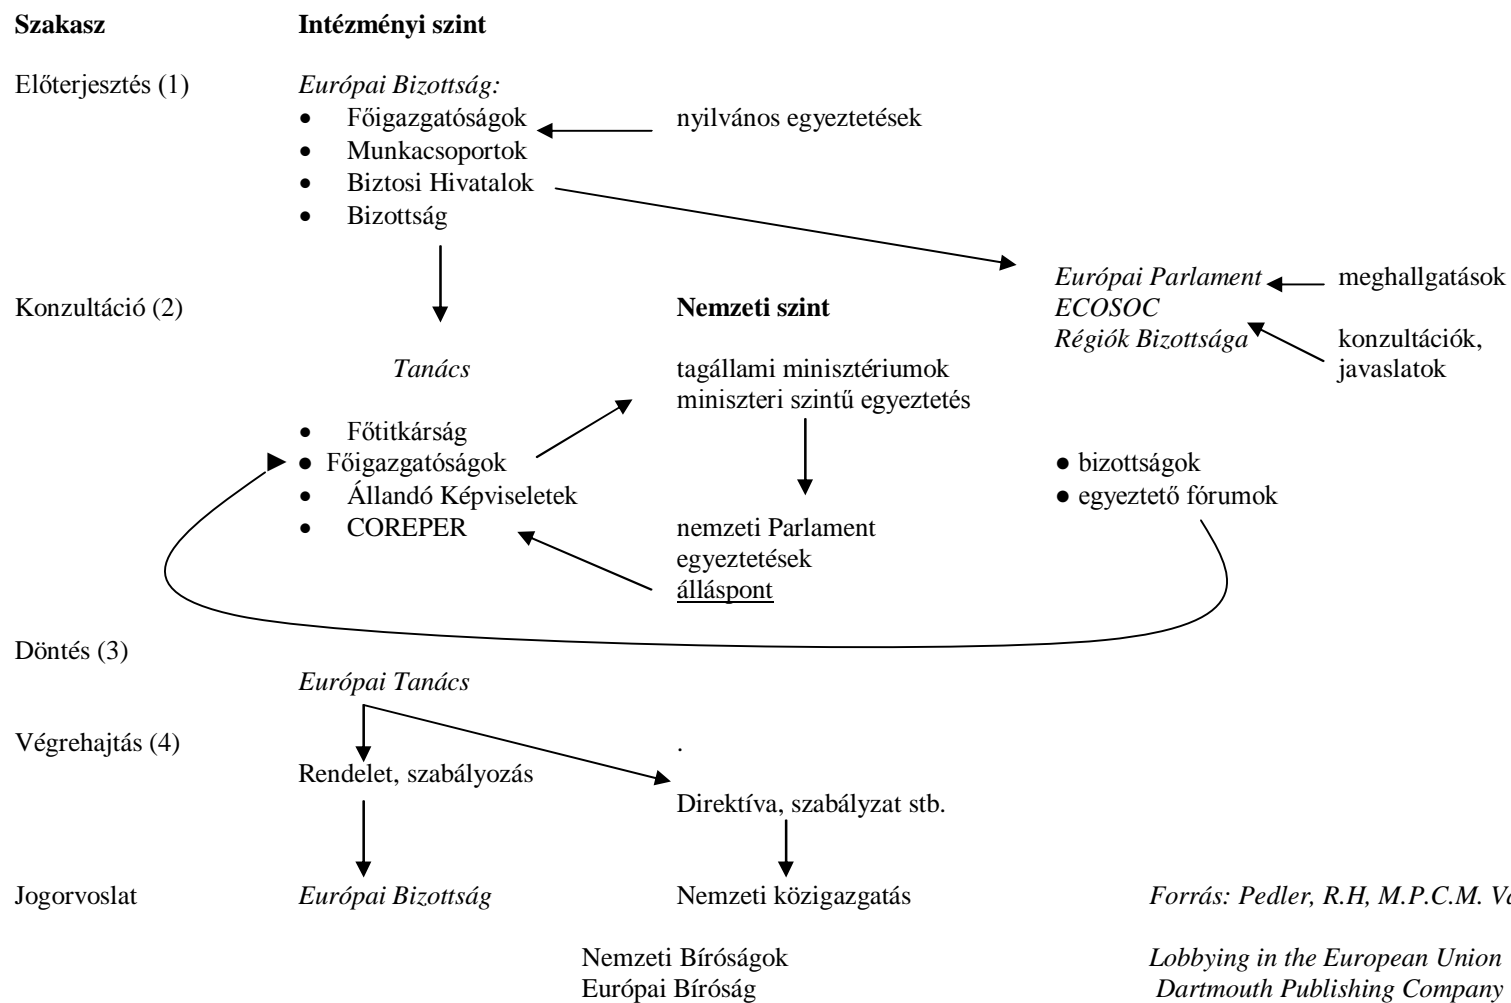 Szakasz Intézményi szint
Előterjesztés (1) Európai Bizottság:
● Főigazgatóságok nyilvános egyeztetések
● Munkacsoportok
● Biztosi Hivatalok
● Bizottság
Európai Parlament meghallgatások
Konzultáció (2) Nemzeti szint ECOSOC
Régiók Bizottsága konzultációk,
Tanács tagállami minisztériumok javaslatok
miniszteri szintű egyeztetés
● Főtitkárság
● Főigazgatóságok ● bizottságok
● Állandó Képviseletek ● egyeztető fórumok
● COREPER nemzeti Parlament
egyeztetések
álláspont
Döntés (3)
Európai Tanács
Végrehajtás (4) .
Rendelet, szabályozás
Direktíva, szabályzat stb.
Jogorvoslat Európai Bizottság Nemzeti közigazgatás Forrás: Pedler, R.H, M.P.C.M.
Nemzeti Bíróságok Lobbying in the European Union
Európai Bíróság Dartmouth Publishing Company